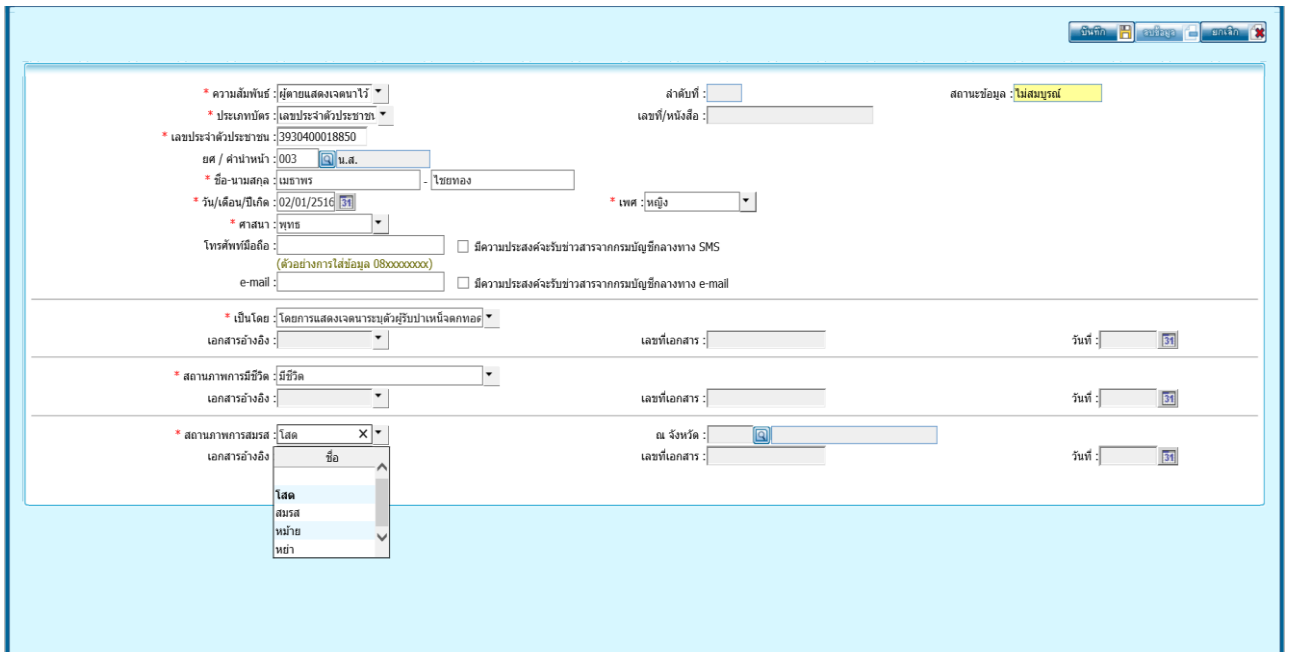 บันทึก ลบข้อมูล ยกเลิก
* ความสัมพันธ์ : ผู้ตายแสดงเจตนาไว้ ลำดับที่ : สถานะข้อมูล : ไม่สมบูรณ์
* ประเภทบัตร : เลขประจำตัวประชาชน เลขที่/หนังสือ :
* เลขประจำตัวประชาชน : 3930400018850
ยศ / คำนำหน้า : 003 น.ส.
* ชื่อ-นามสกุล : เมธาพร - ไชยทอง
* วัน/เดือน/ปีเกิด : 02/01/2516 31 * เพศ : หญิง
* ศาสนา : พุทธ
โทรศัพท์มือถือ : มีความประสงค์จะรับข่าวสารจากกรมบัญชีกลางทาง SMS
(ตัวอย่างการใส่ข้อมูล 08xxxxxxxx)
e-mail : มีความประสงค์จะรับข่าวสารจากกรมบัญชีกลางทาง e-mail
* เป็นโดย : โดยการแสดงเจตนาระบุตัวผู้รับบำเหน็จตกทอด
เอกสารอ้างอิง : เลขที่เอกสาร : วันที่ : 31
* สถานภาพการมีชีวิต : มีชีวิต
เอกสารอ้างอิง : เลขที่เอกสาร : วันที่ : 31
* สถานภาพการสมรส : โสด X ณ จังหวัด :
เอกสารอ้างอิง ชื่อ เลขที่เอกสาร : วันที่ : 31
โสด
สมรส
หม้าย
หย่า